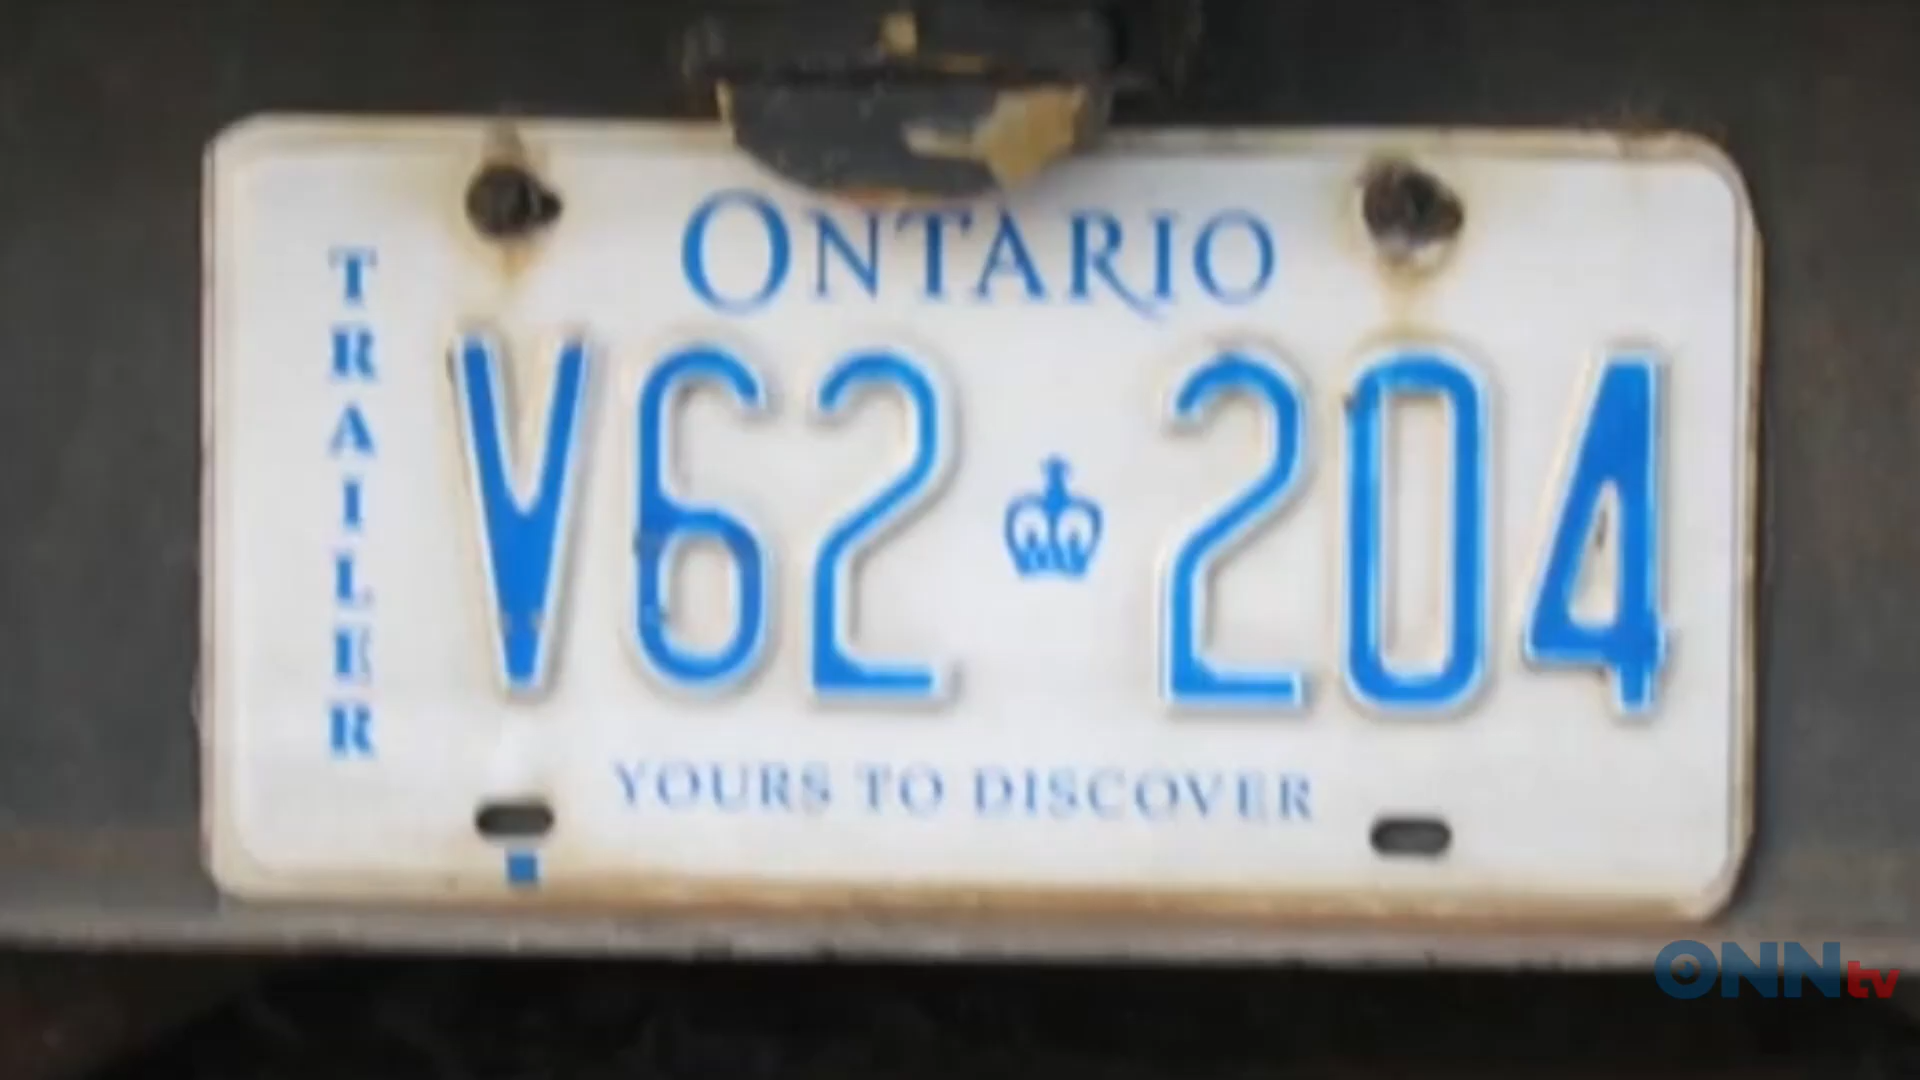 ONTARIO
TRAILER
V62 204
YOURS TO DISCOVER
ONNtv